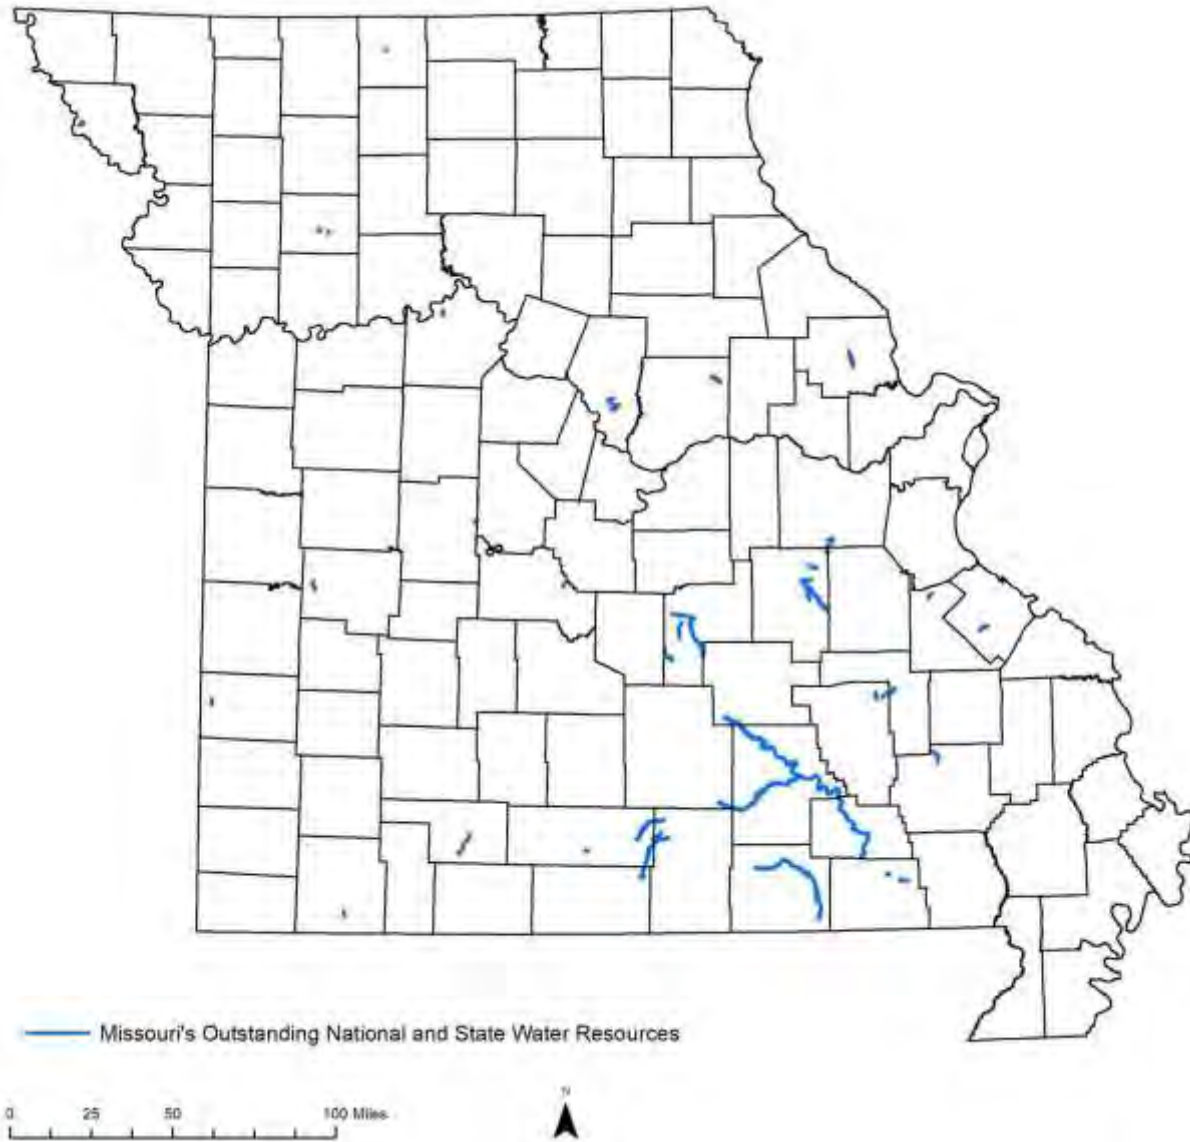 Missouri's Outstanding National and State Water Resources
N
0 25 50 100 Miles